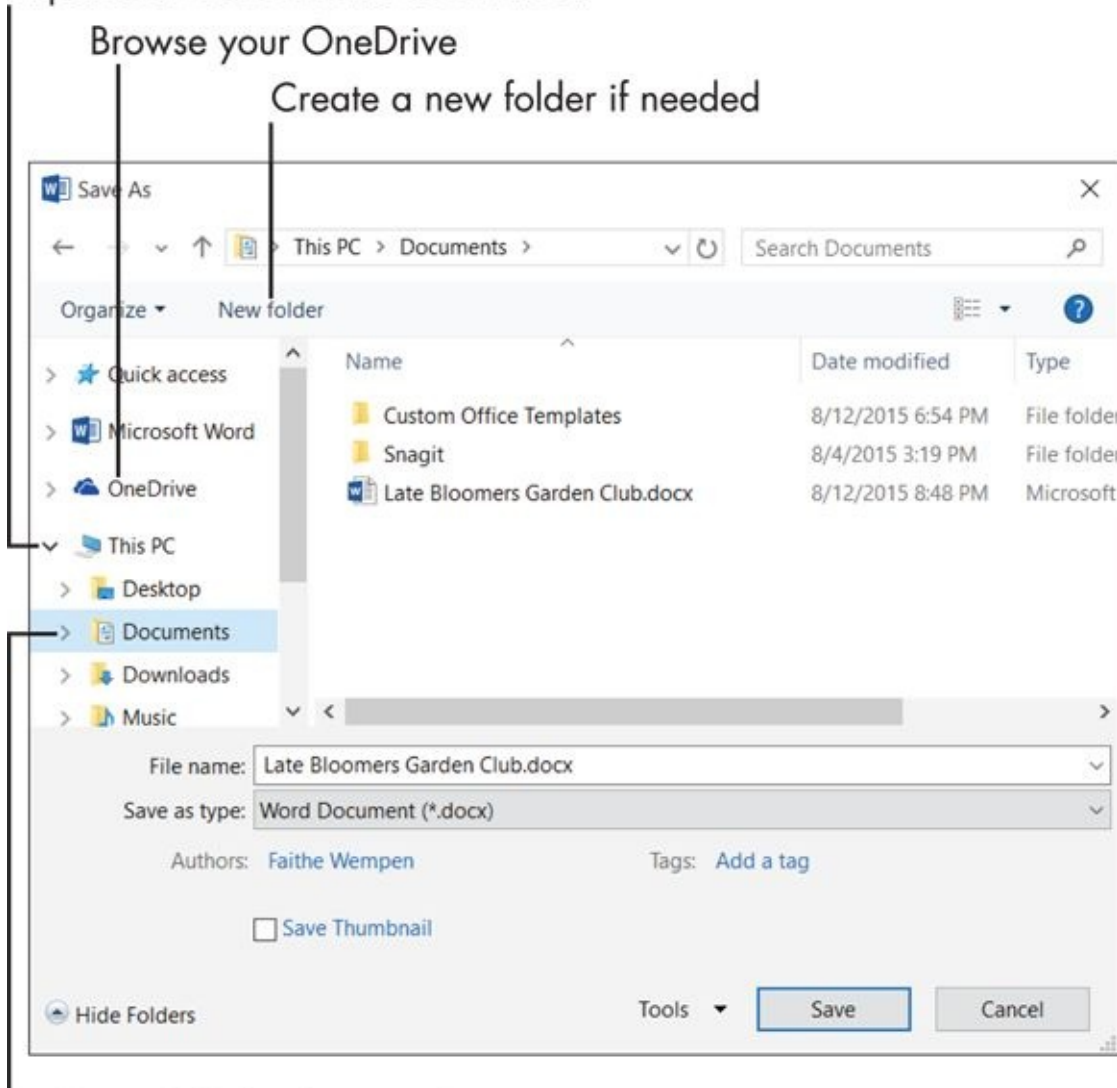 Browse your OneDrive
Create a new folder if needed
Save As
This PC > Documents >
Search Documents
Organize
New folder
Quick access
Microsoft Word
OneDrive
This PC
Desktop
Documents
Downloads
Music
Name
Date modified
Type
Custom Office Templates
8/12/2015 6:54 PM
File folder
Snagit
8/4/2015 3:19 PM
File folder
Late Bloomers Garden Club.docx
8/12/2015 8:48 PM
Microsoft
File name: Late Bloomers Garden Club.docx
Save as type: Word Document (*.docx)
Authors: Faithe Wempen
Tags: Add a tag
Save Thumbnail
Hide Folders
Tools
Save
Cancel